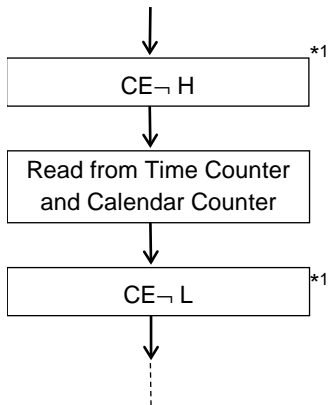 *1
CE¬ H
Read from Time Counter
and Calendar Counter
*1
CE¬ L